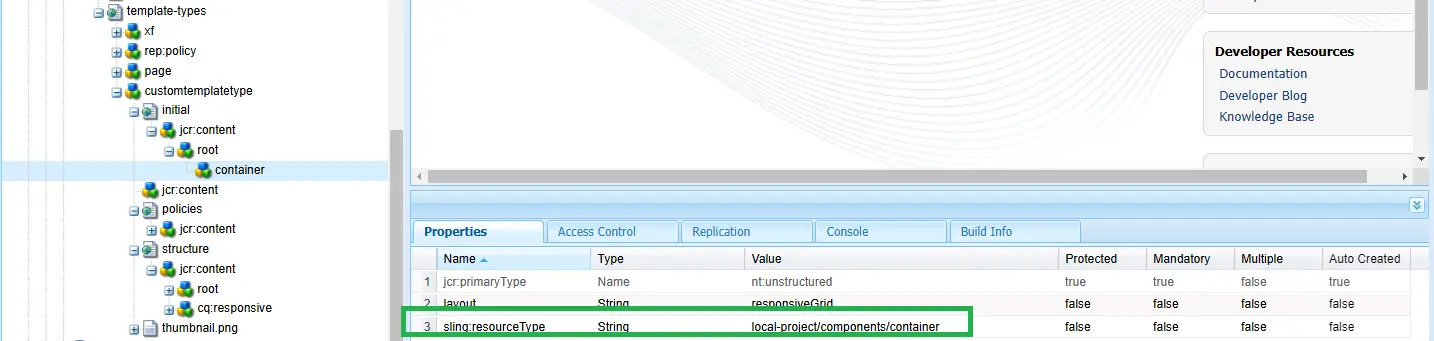 template-types
xf
rep:policy
page
customtemplatetype
initial
jcr:content
root
container
jcr:content
policies
jcr:content
structure
jcr:content
root
cq:responsive
thumbnail.png
Developer Resources
Documentation
Developer Blog
Knowledge Base
Properties Access Control Replication Console Build Info
Name Type Value Protected Mandatory Multiple Auto Created
1 jcr:primaryType Name nt:unstructured true true false true
2 layout String responsiveGrid false false false false
3 sling:resourceType String local-project/components/container false false false false